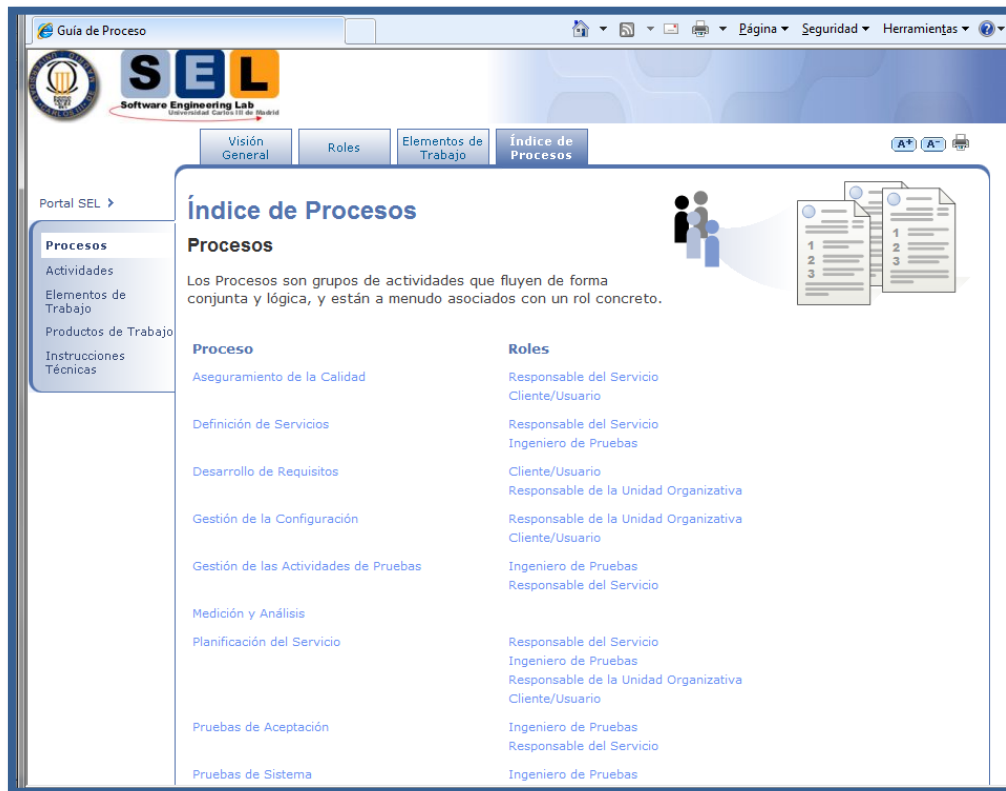 Guía de Proceso
Página
Seguridad
Herramientas
SEL
Software Engineering Lab
Universidad Carlos III de Madrid
Visión General
Roles
Elementos de Trabajo
Índice de Procesos
A+ A-
Portal SEL
Procesos
Actividades
Elementos de
Trabajo
Productos de Trabajo
Instrucciones
Técnicas
Índice de Procesos
Procesos
Los Procesos son grupos de actividades que fluyen de forma
conjunta y lógica, y están a menudo asociados con un rol concreto.
1
2
3
1
2
3
Proceso Roles
Aseguramiento de la Calidad Responsable del Servicio
Cliente/Usuario
Definición de Servicios Responsable del Servicio
Ingeniero de Pruebas
Desarrollo de Requisitos Cliente/Usuario
Responsable de la Unidad Organizativa
Gestión de la Configuración Responsable de la Unidad Organizativa
Cliente/Usuario
Gestión de las Actividades de Pruebas Ingeniero de Pruebas
Responsable del Servicio
Medición y Análisis
Planificación del Servicio Responsable del Servicio
Ingeniero de Pruebas
Responsable de la Unidad Organizativa
Cliente/Usuario
Pruebas de Aceptación Ingeniero de Pruebas
Responsable del Servicio
Pruebas de Sistema Ingeniero de Pruebas